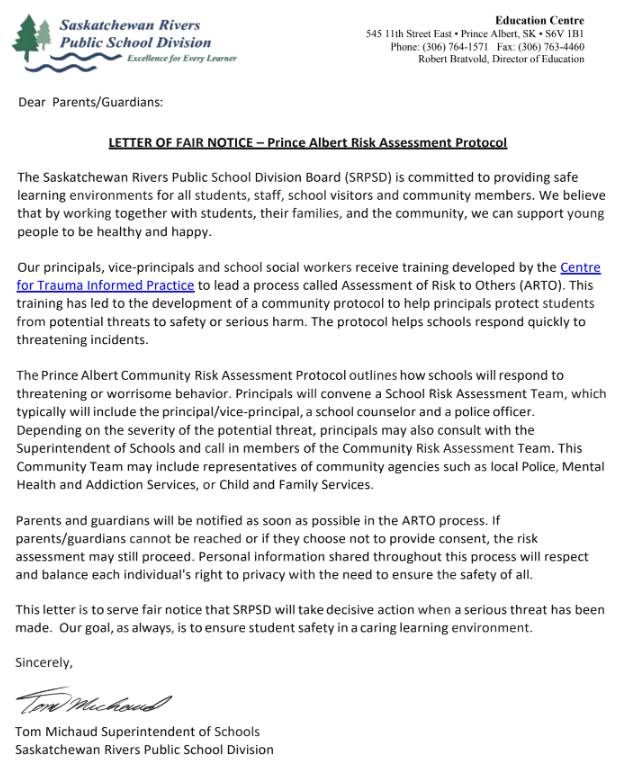 Saskatchewan Rivers
Public School Division
Excellence for Every Learner
Education Centre
545 11th Street East • Prince Albert, SK • S6V 1B1
Phone: (306) 764-1571   Fax: (306) 763-4460
Robert Bratvold, Director of Education
Dear  Parents/Guardians:
LETTER OF FAIR NOTICE – Prince Albert Risk Assessment Protocol
The Saskatchewan Rivers Public School Division Board (SRPSD) is committed to providing safe
learning environments for all students, staff, school visitors and community members. We believe
that by working together with students, their families, and the community, we can support young
people to be healthy and happy.
Our principals, vice-principals and school social workers receive training developed by the Centre
for Trauma Informed Practice to lead a process called Assessment of Risk to Others (ARTO). This
training has led to the development of a community protocol to help principals protect students
from potential threats to safety or serious harm. The protocol helps schools respond quickly to
threatening incidents.
The Prince Albert Community Risk Assessment Protocol outlines how schools will respond to
threatening or worrisome behavior. Principals will convene a School Risk Assessment Team, which
typically will include the principal/vice-principal, a school counselor and a police officer.
Depending on the severity of the potential threat, principals may also consult with the
Superintendent of Schools and call in members of the Community Risk Assessment Team. This
Community Team may include representatives of community agencies such as local Police, Mental
Health and Addiction Services, or Child and Family Services.
Parents and guardians will be notified as soon as possible in the ARTO process. If
parents/guardians cannot be reached or if they choose not to provide consent, the risk
assessment may still proceed. Personal information shared throughout this process will respect
and balance each individual's right to privacy with the need to ensure the safety of all.
This letter is to serve fair notice that SRPSD will take decisive action when a serious threat has been
made.  Our goal, as always, is to ensure student safety in a caring learning environment.
Sincerely,
Tom Michaud
Tom Michaud Superintendent of Schools
Saskatchewan Rivers Public School Division